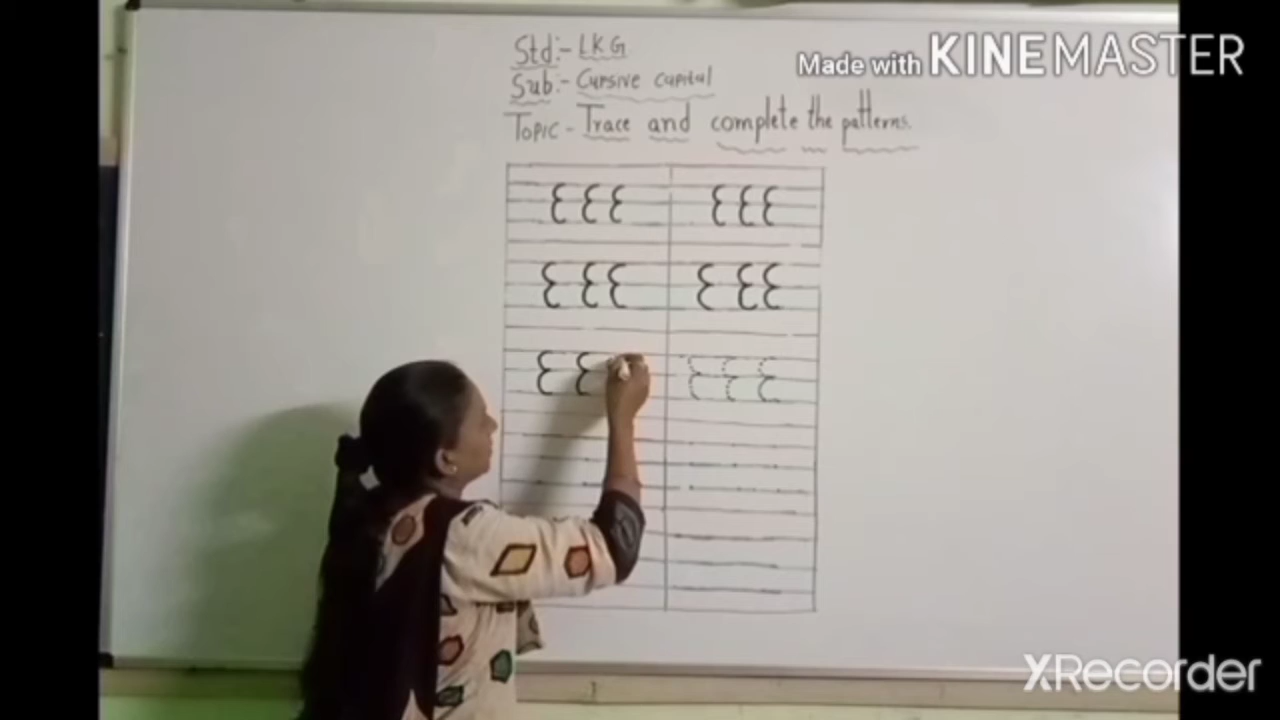 Std:- LKG
Made with KINEMASTER
Sub:- Cursive capital
Topic - Trace and complete the patterns.
Ɛ Ɛ Ɛ Ɛ Ɛ Ɛ
Ɛ Ɛ Ɛ Ɛ Ɛ Ɛ
Ɛ Ɛ Ɛ Ɛ Ɛ
XRecorder